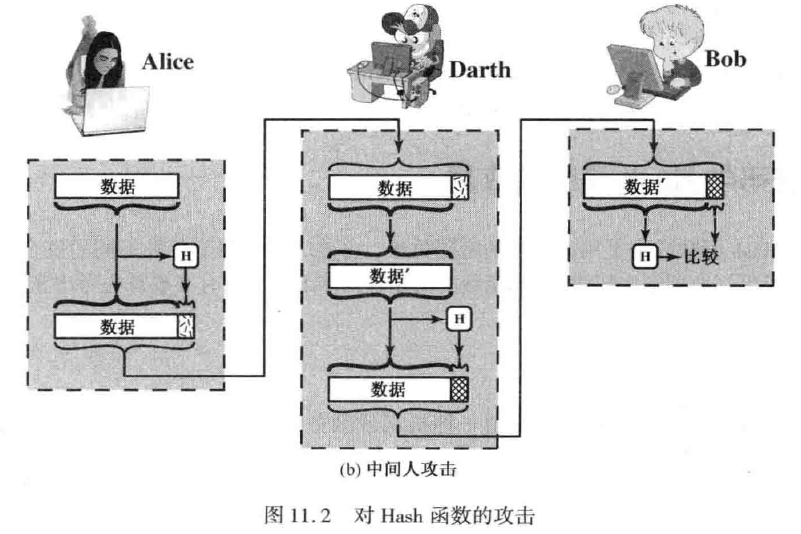 Alice
Darth
Bob
数据
H
数据
数据
数据′
H
数据
数据′
H
比较
(b) 中间人攻击
图 11.2 对 Hash 函数的攻击